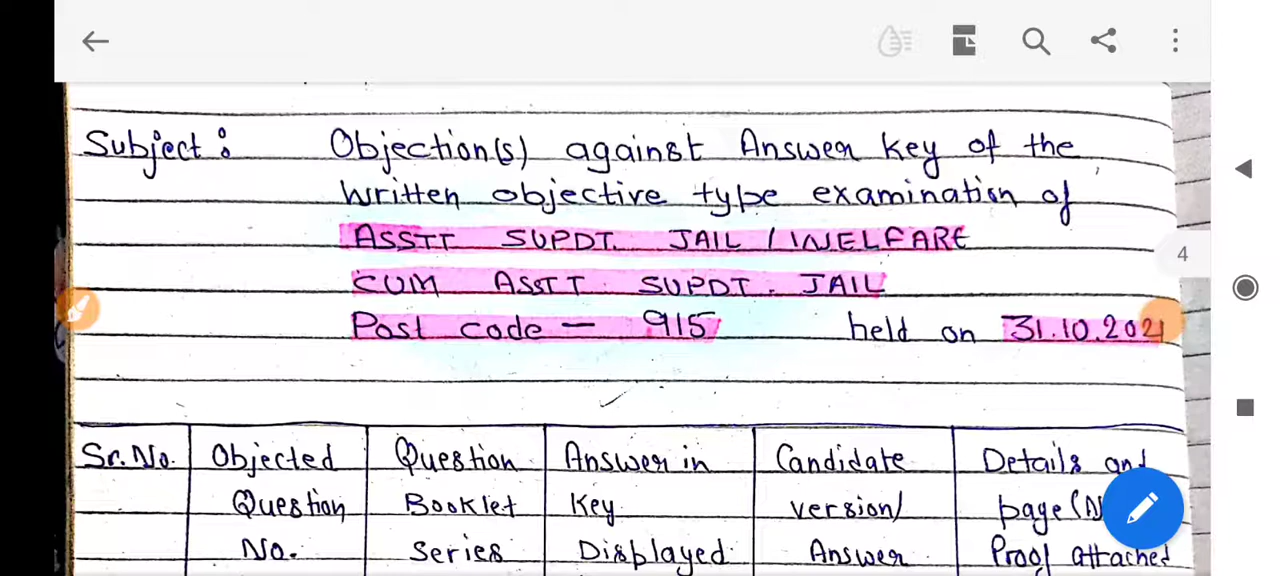 Subject: Objection(s) against Answer Key of the
written objective type examination of
ASSTT SUPDT. JAIL / WELFARE
CUM ASSTT. SUPDT. JAIL
Post code - 915 held on 31.10.2021
4
Sr. No. Objected Question Answer in Candidate Details and
Question Booklet Key version/ page (N
No. Series Displayed Answer Proof attached